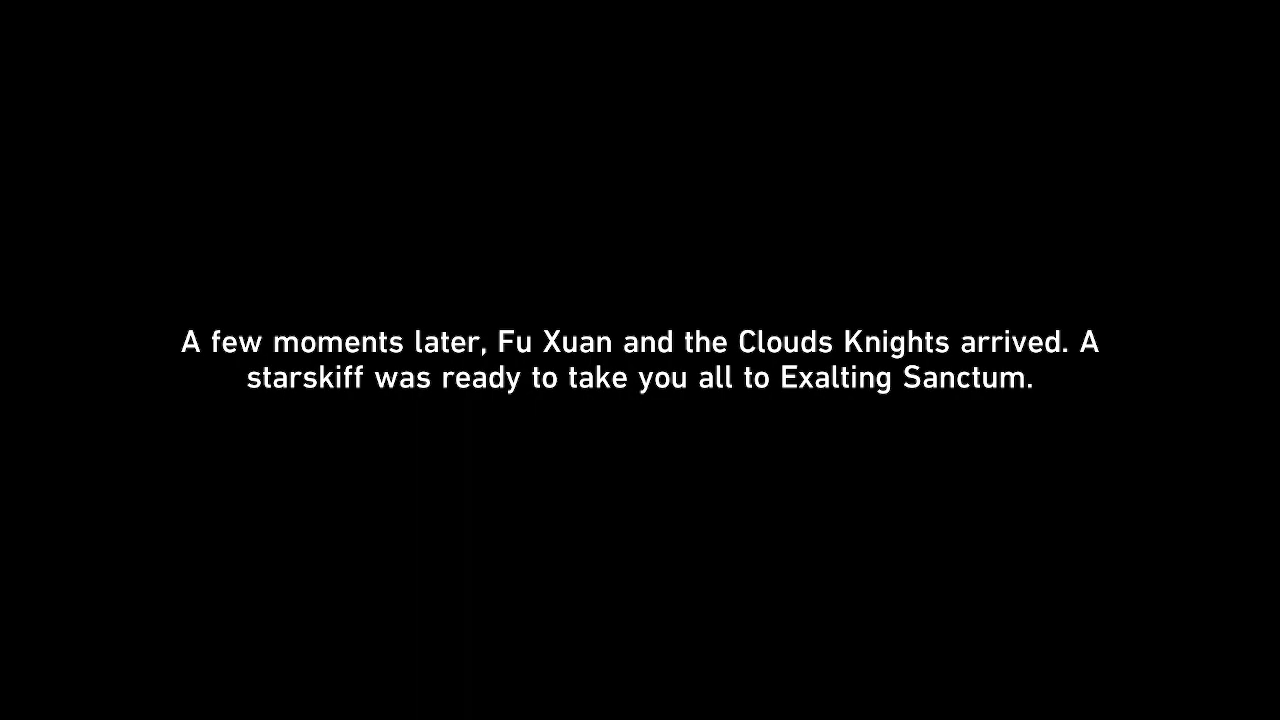 A few moments later, Fu Xuan and the Clouds Knights arrived. A
starskiff was ready to take you all to Exalting Sanctum.